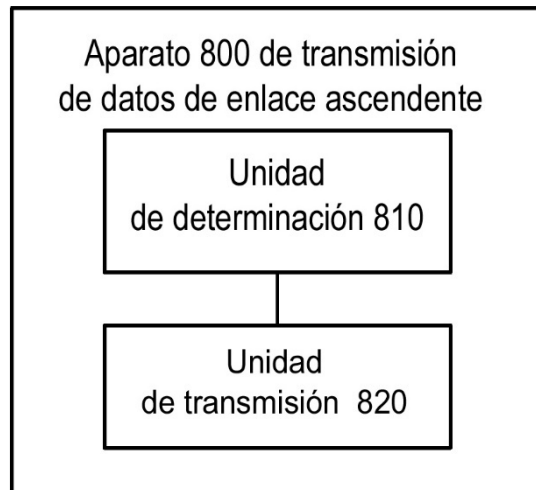 Aparato 800 de transmisión
de datos de enlace ascendente
Unidad
de determinación 810
Unidad
de transmisión 820